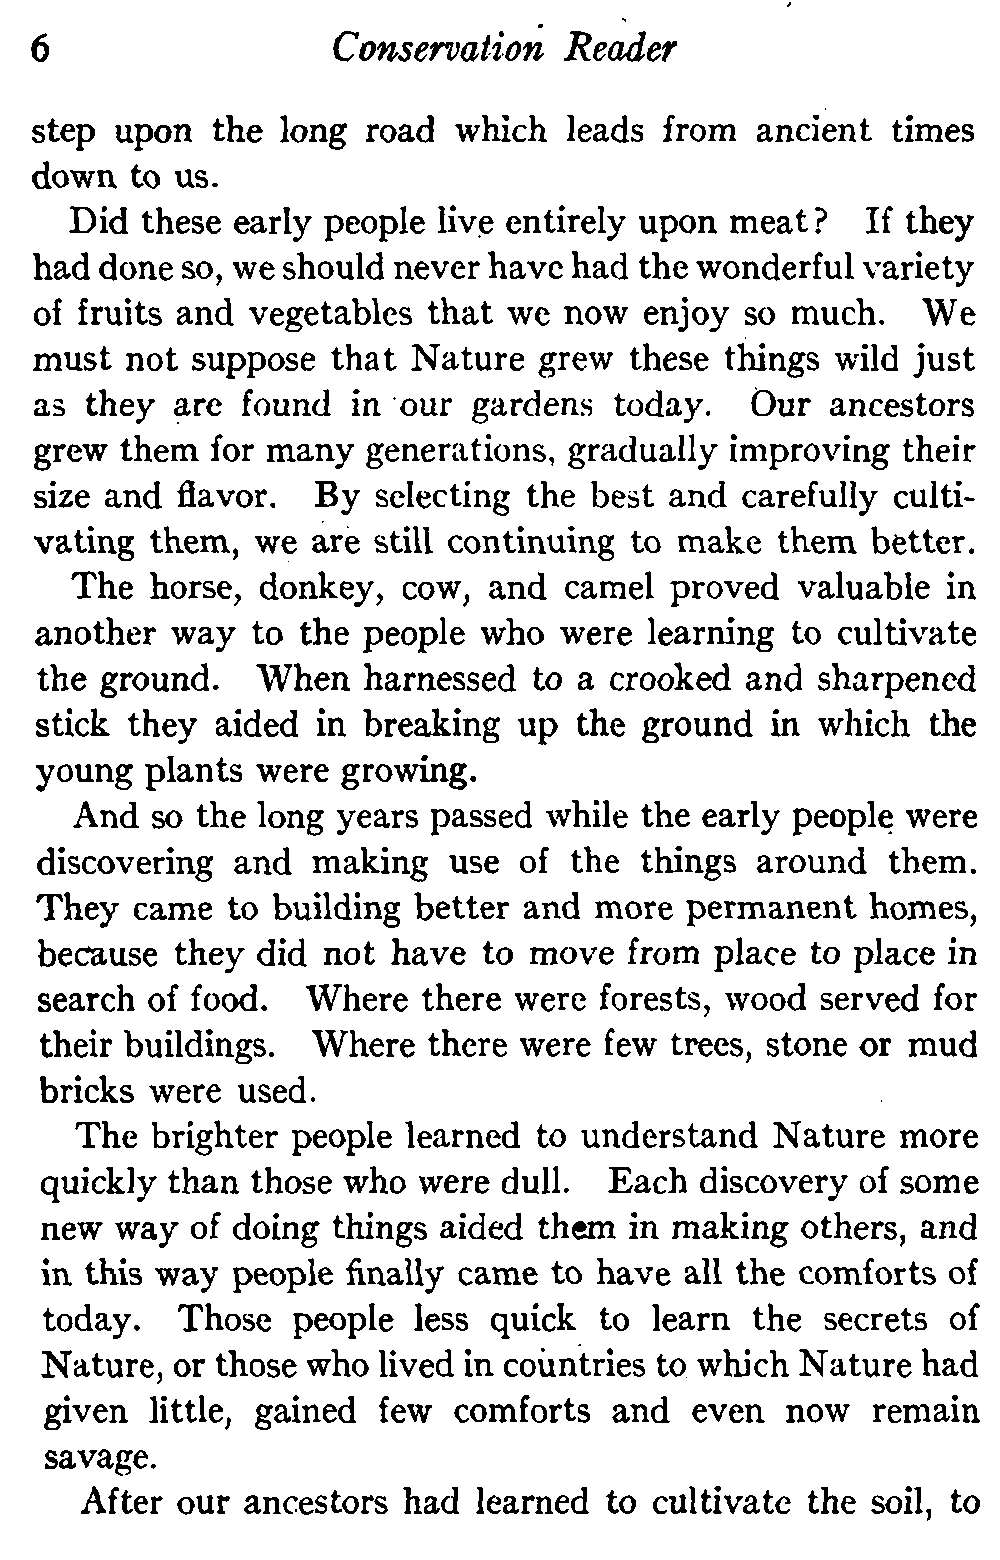 6 Conservation Reader
step upon the long road which leads from ancient times
down to us.
Did these early people live entirely upon meat? If they
had done so, we should never have had the wonderful variety
of fruits and vegetables that we now enjoy so much. We
must not suppose that Nature grew these things wild just
as they are found in our gardens today. Our ancestors
grew them for many generations, gradually improving their
size and flavor. By selecting the best and carefully culti-
vating them, we are still continuing to make them better.
The horse, donkey, cow, and camel proved valuable in
another way to the people who were learning to cultivate
the ground. When harnessed to a crooked and sharpened
stick they aided in breaking up the ground in which the
young plants were growing.
And so the long years passed while the early people were
discovering and making use of the things around them.
They came to building better and more permanent homes,
because they did not have to move from place to place in
search of food. Where there were forests, wood served for
their buildings. Where there were few trees, stone or mud
bricks were used.
The brighter people learned to understand Nature more
quickly than those who were dull. Each discovery of some
new way of doing things aided them in making others, and
in this way people finally came to have all the comforts of
today. Those people less quick to learn the secrets of
Nature, or those who lived in countries to which Nature had
given little, gained few comforts and even now remain
savage.
After our ancestors had learned to cultivate the soil, to